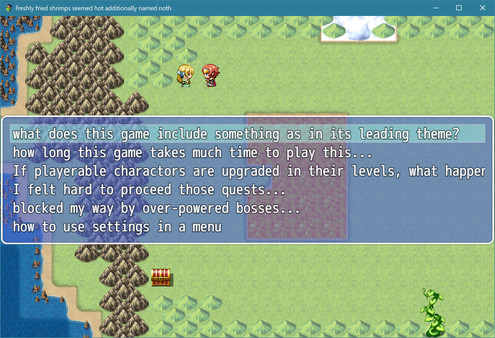 Freshly fried shrimps seemed hot additionally named noth
what does this game include something as in its leading theme?
how long this game takes much time to play this...
If playerable charactors are upgraded in their levels, what happer
I felt hard to proceed those quests...
blocked my way by over-powered bosses...
how to use settings in a menu